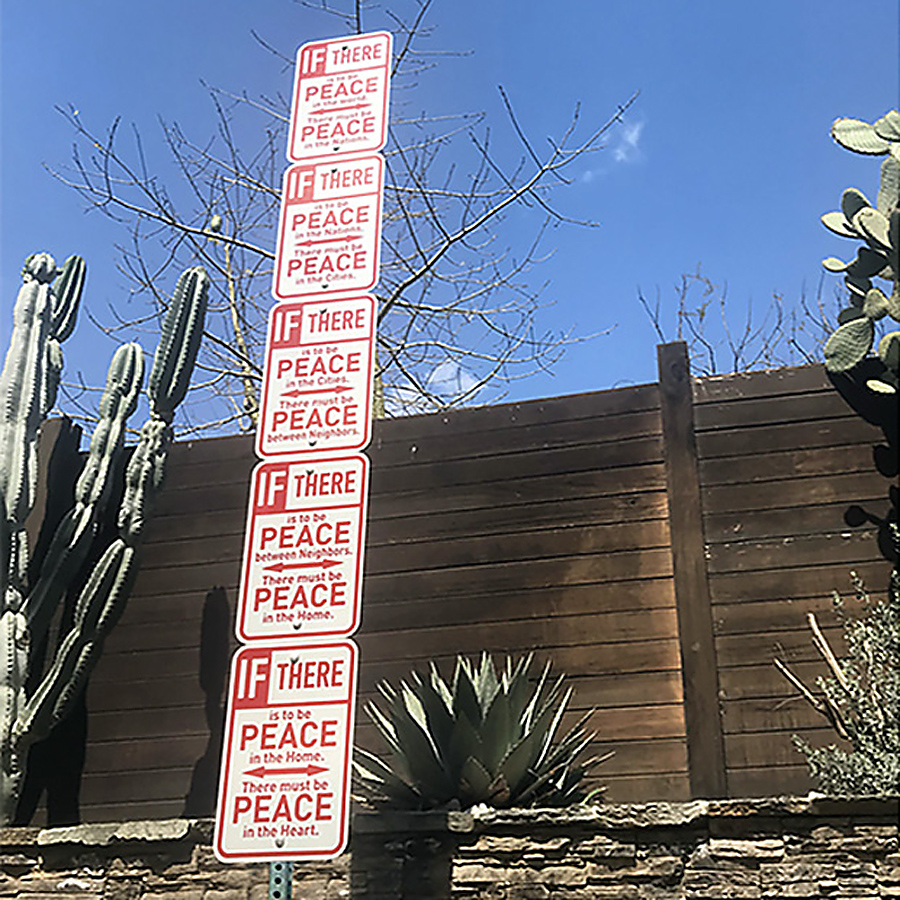 IF THERE
is to be
PEACE
in the world.
There must be
PEACE
in the Nations.
IF THERE
is to be
PEACE
in the Nations.
There must be
PEACE
in the Cities.
IF THERE
is to be
PEACE
in the Cities.
There must be
PEACE
between Neighbors.
IF THERE
is to be
PEACE
between Neighbors.
There must be
PEACE
in the Home.
IF THERE
is to be
PEACE
in the Home.
There must be
PEACE
in the Heart.